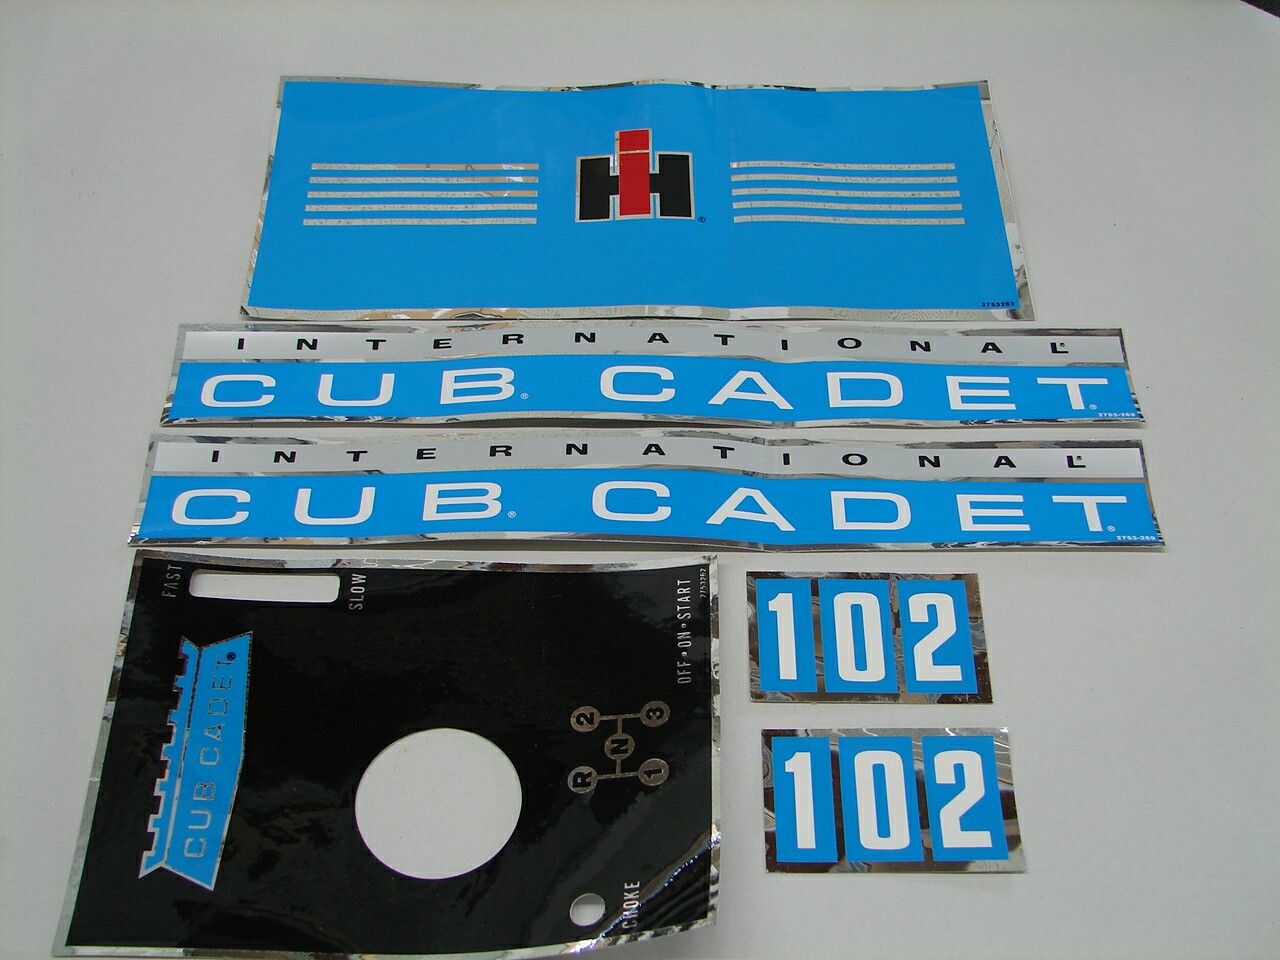 IH®
2753263
INTERNATIONAL®
CUB® CADET®
2753-269
INTERNATIONAL®
CUB® CADET®
2753-269
FAST
SLOW
OFF•ON•START
2753262
CUB CADET®
2 3
N
R 1
CHOKE
102
102